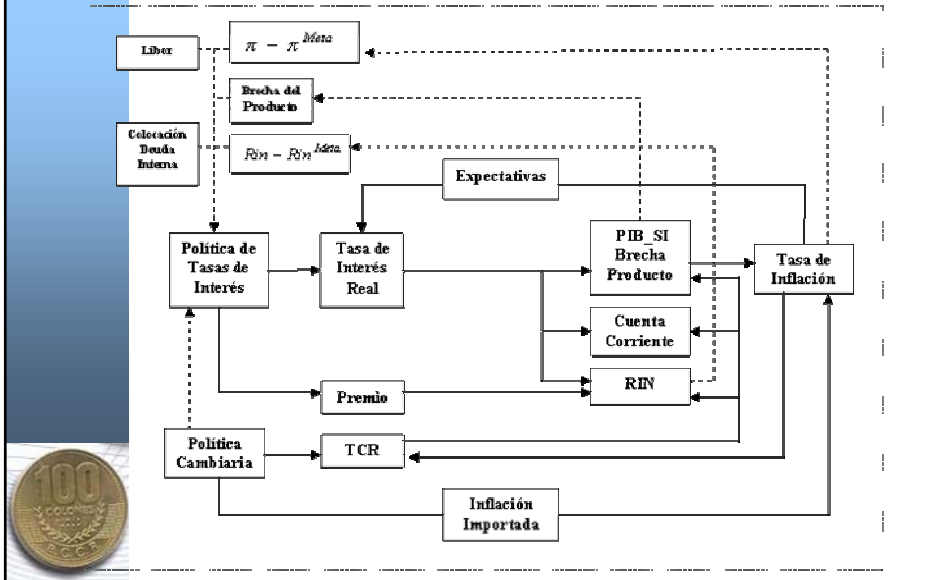 Libor
π − π^Meta
Brecha del
Producto
Colocación
Deuda
Interna
Rin − Rin^Meta
Expectativas
Política de
Tasas de
Interés
Tasa de
Interés
Real
PIB_SI
Brecha
Producto
Tasa de
Inflación
Cuenta
Corriente
RIN
Premio
Política
Cambiaria
TCR
Inflación
Importada
100
COLONES
B.C.C.R.